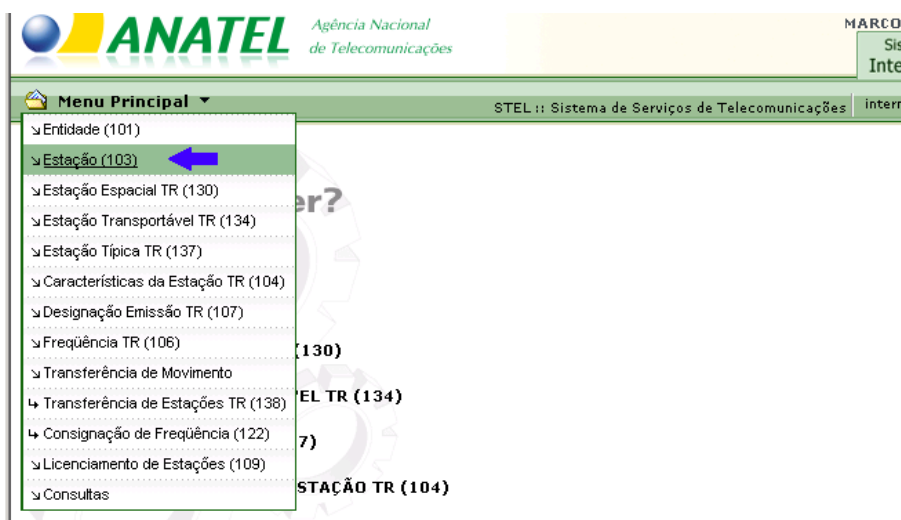 ANATEL
Agência Nacional
de Telecomunicações
MARCO
Sis
Inte
Menu Principal
STEL :: Sistema de Serviços de Telecomunicações
intern
Entidade (101)
Estação (103)
Estação Espacial TR (130)
er?
Estação Transportável TR (134)
Estação Típica TR (137)
Características da Estação TR (104)
Designação Emissão TR (107)
Freqüência TR (106)
(130)
Transferência de Movimento
Transferência de Estações TR (138)
EL TR (134)
Consignação de Freqüência (122)
7)
Licenciamento de Estações (109)
Consultas
STAÇÃO TR (104)